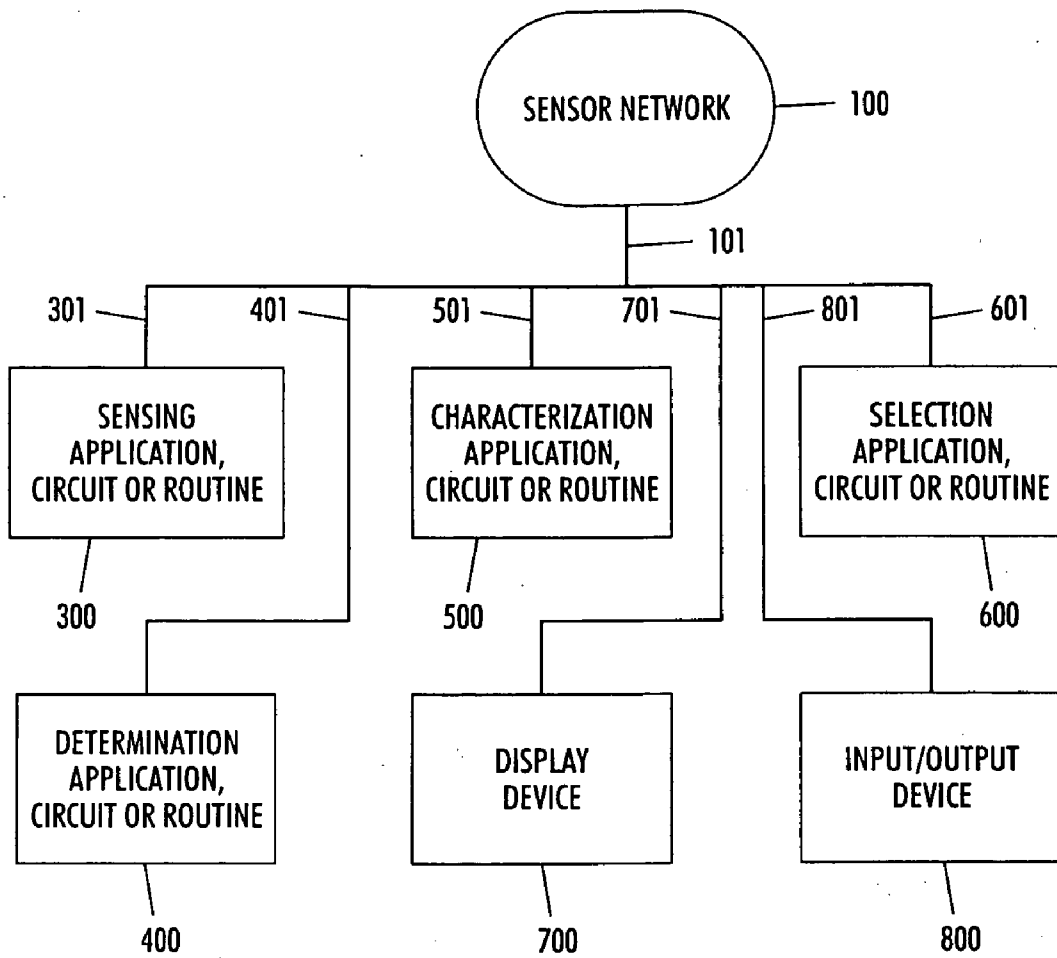 SENSOR NETWORK
100
101
301
401
501
701
801
601
SENSING
APPLICATION,
CIRCUIT OR ROUTINE
CHARACTERIZATION
APPLICATION,
CIRCUIT OR ROUTINE
SELECTION
APPLICATION,
CIRCUIT OR ROUTINE
300
500
600
DETERMINATION
APPLICATION,
CIRCUIT OR ROUTINE
DISPLAY
DEVICE
INPUT/OUTPUT
DEVICE
400
700
800